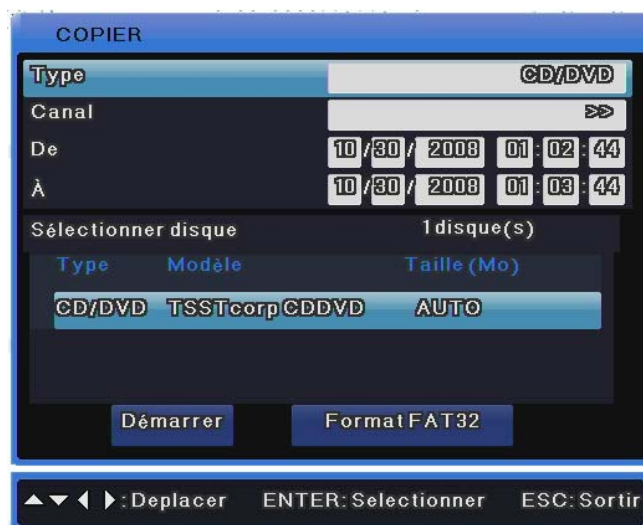 COPIER
Type CD/DVD
Canal >>
De 10/30/ 2008 01:02:44
À 10/30/ 2008 01:03:44
Sélectionner disque 1disque(s)
Type Modèle Taille(Mo)
CD/DVD TSSTcorp CDDVD AUTO
Démarrer Format FAT32
:Deplacer ENTER:Selectionner ESC:Sortir